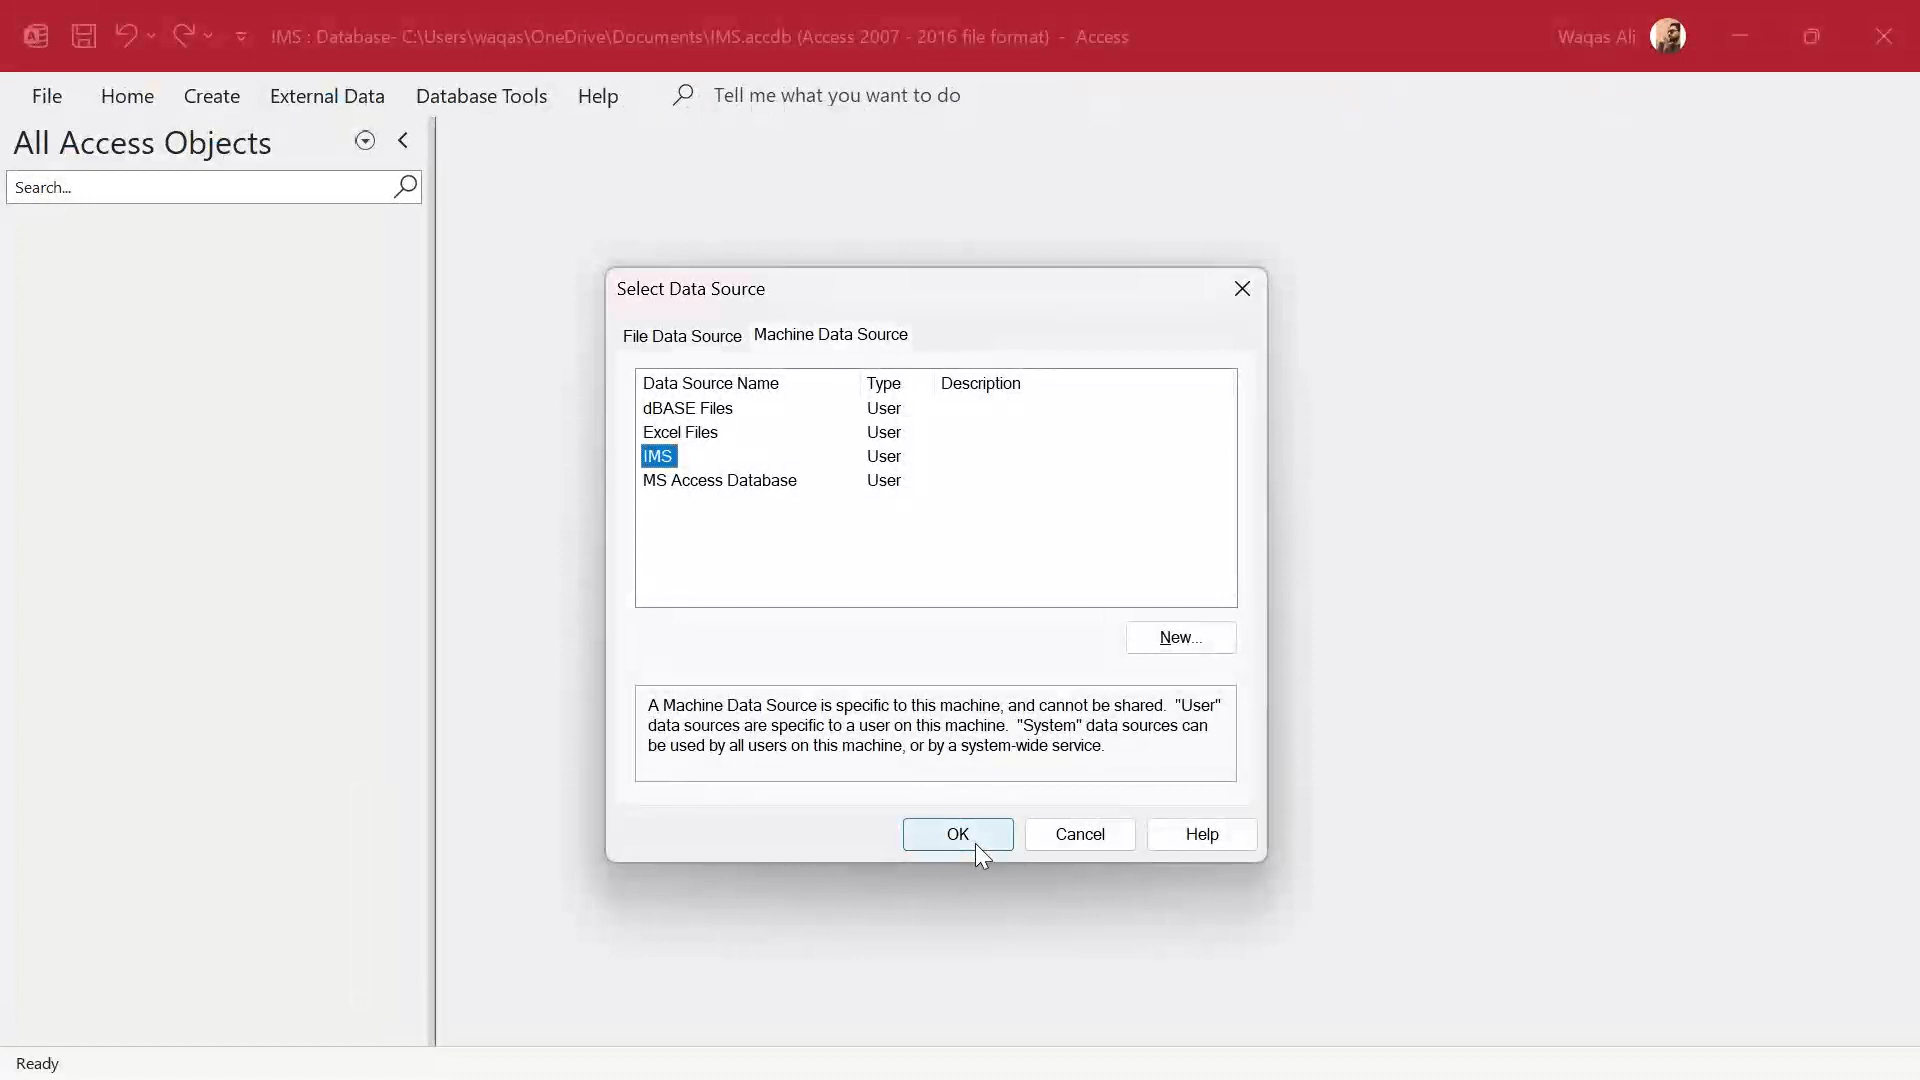 IMS : Database- C:\Users\waqas\OneDrive\Documents\IMS.accdb (Access 2007 - 2016 file format) - Access
Waqas Ali
File Home Create External Data Database Tools Help Tell me what you want to do
All Access Objects
Search...
Select Data Source
File Data Source Machine Data Source
Data Source Name Type Description
dBASE Files User
Excel Files User
IMS User
MS Access Database User
New...
A Machine Data Source is specific to this machine, and cannot be shared. "User"
data sources are specific to a user on this machine. "System" data sources can
be used by all users on this machine, or by a system-wide service.
OK Cancel Help
Ready